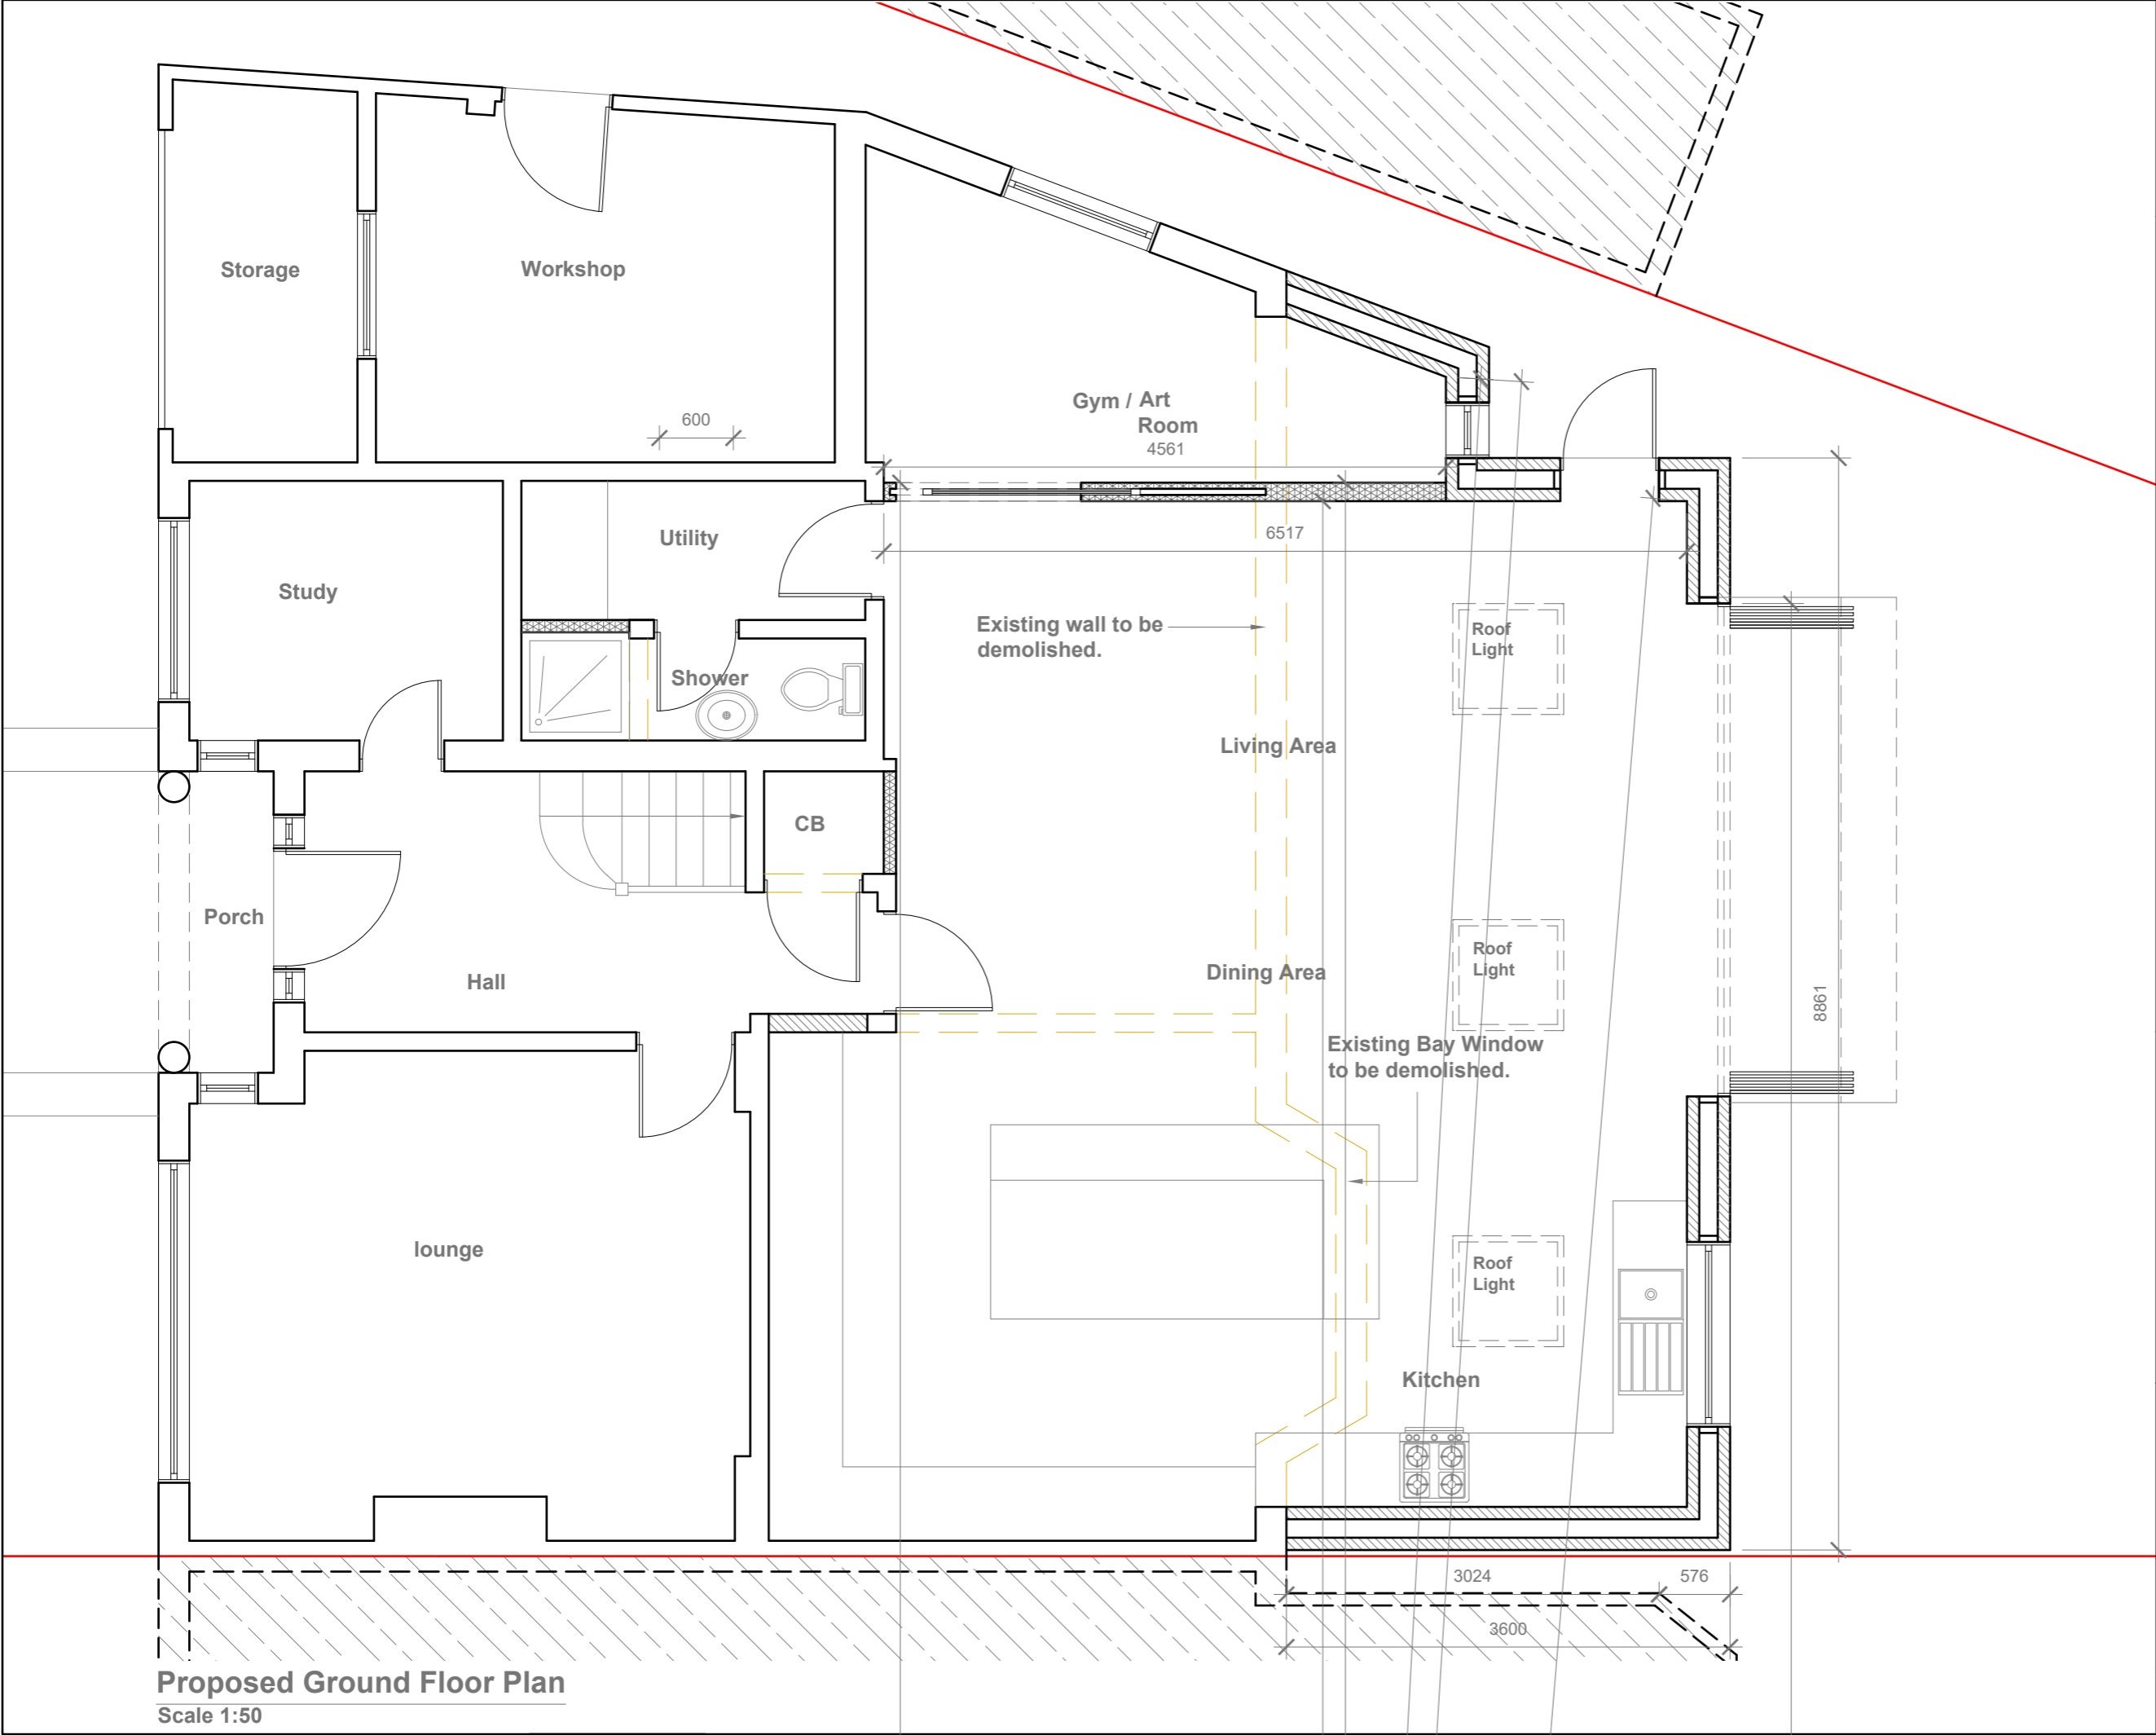 Storage
Workshop
600
Gym / Art
Room
4561
6517
Utility
Study
Existing wall to be
demolished.
Roof
Light
Shower
Living Area
CB
Porch
Hall
Dining Area
Roof
Light
8861
Existing Bay Window
to be demolished.
lounge
Roof
Light
Kitchen
3024
576
3600
Proposed Ground Floor Plan
Scale 1:50